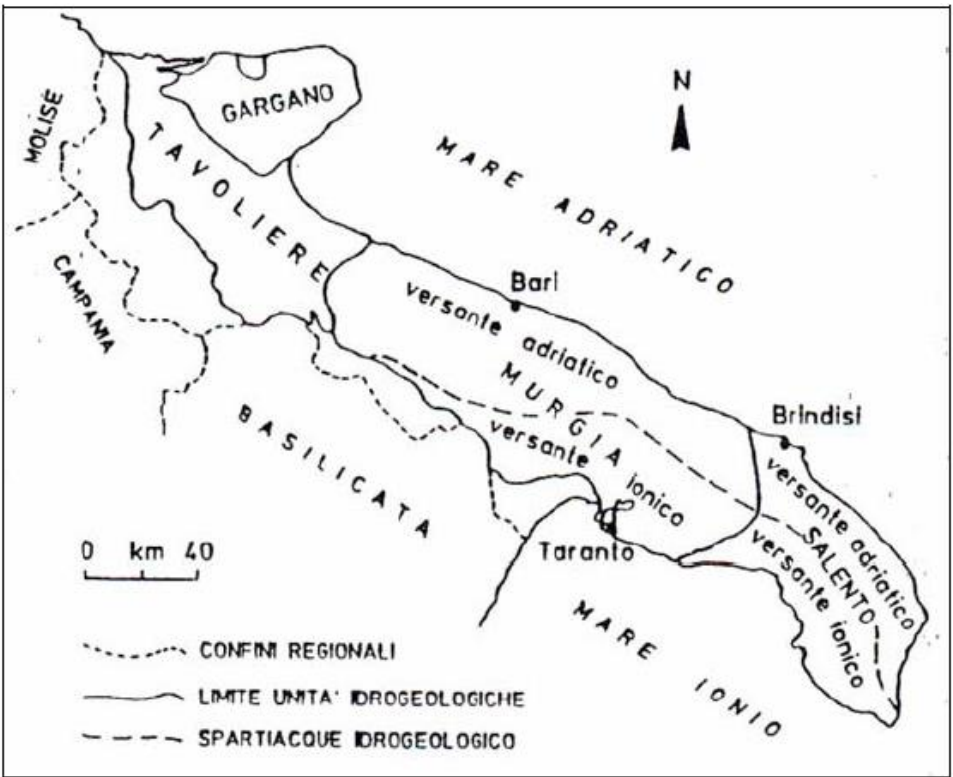 N
GARGANO
MOLISE
TAVOLIERE
MARE ADRIATICO
CAMPANIA
Bari
versante adriatico
MURGIA
versante ionico
Brindisi
versante adriatico
SALENTO
versante ionico
BASILICATA
Taranto
MARE IONIO
0 km 40
CONFINI REGIONALI
LIMITE UNITA' IDROGEOLOGICHE
SPARTIACQUE IDROGEOLOGICO